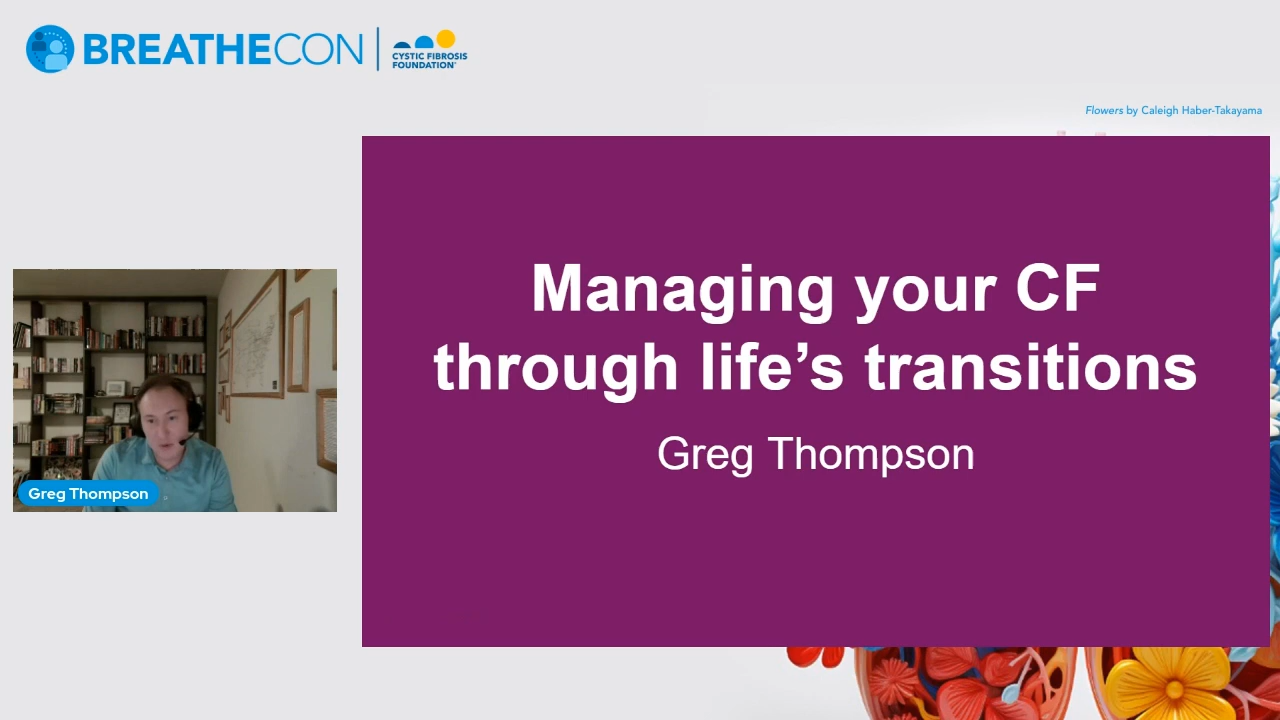 BREATHECON
CYSTIC FIBROSIS
FOUNDATION
Flowers by Caleigh Haber-Takayama
Managing your CF
through life’s transitions
Greg Thompson
Greg Thompson